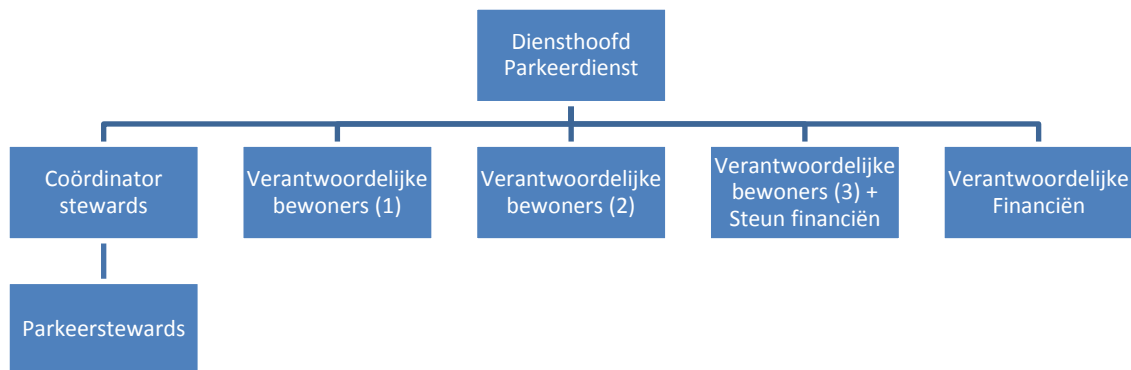 Diensthoofd
Parkeerdienst
Coördinator
stewards
Verantwoordelijke
bewoners (1)
Verantwoordelijke
bewoners (2)
Verantwoordelijke
bewoners (3) +
Steun financiën
Verantwoordelijke
Financiën
Parkeerstewards